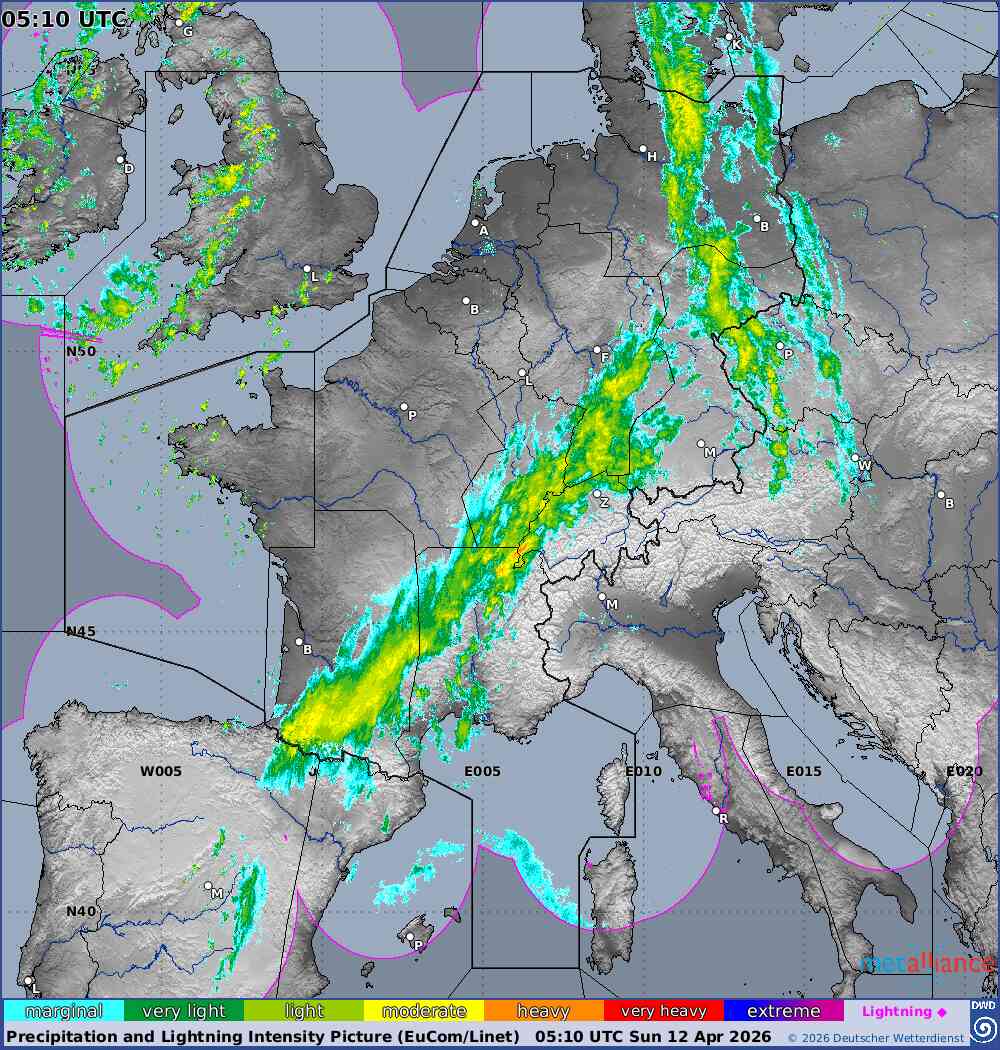 05:10 UTC
G
K
N55
H
D
A
B
L
B
N50
F
P
L
P
M
W
Z
B
M
N45
B
W005
0
E005
E010
E015
E020
R
M
N40
P
L
metalliance
marginal very light light moderate heavy very heavy extreme Lightning ◆ DWD
Precipitation and Lightning Intensity Picture (EuCom/Linet) 05:10 UTC Sun 12 Apr 2026 © 2026 Deutscher Wetterdienst